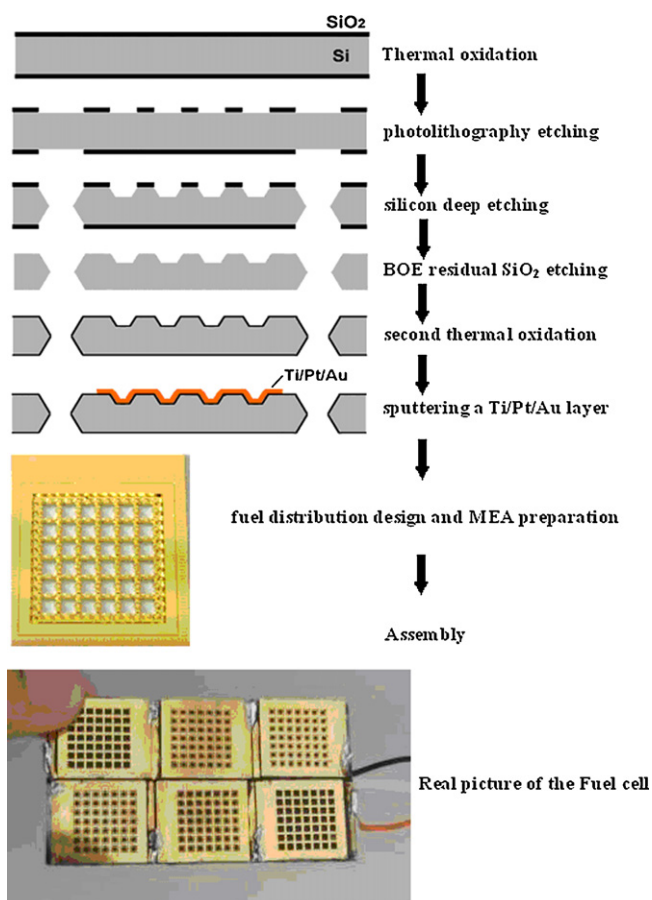 SiO₂
Si
Thermal oxidation
photolithography etching
silicon deep etching
BOE residual SiO₂ etching
second thermal oxidation
Ti/Pt/Au
sputtering a Ti/Pt/Au layer
fuel distribution design and MEA preparation
Assembly
Real picture of the Fuel cell